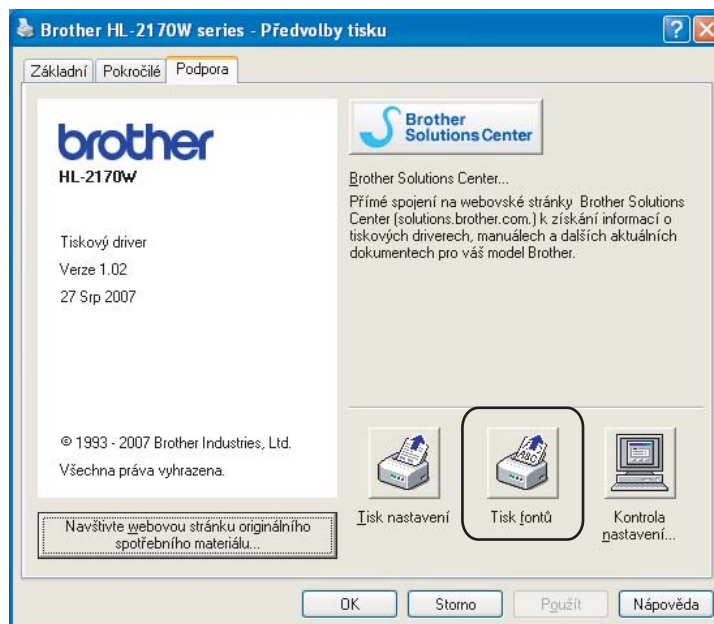 Brother HL-2170W series - Předvolby tisku
Základní Pokročilé Podpora
brother
HL-2170W
Tiskový driver
Verze 1.02
27 Srp 2007
© 1993 - 2007 Brother Industries, Ltd.
Všechna práva vyhrazena.
Navštivte webovou stránku originálního
spotřebního materiálu...
Brother
Solutions Center
Brother Solutions Center...
Přímé spojení na webovské stránky Brother Solutions
Center (solutions.brother.com.) k získání informací o
tiskových driverech, manuálech a dalších aktuálních
dokumentech pro váš model Brother.
ABC
Tisk nastavení
Tisk fontů
Kontrola
nastavení...
OK Storno Použít Nápověda